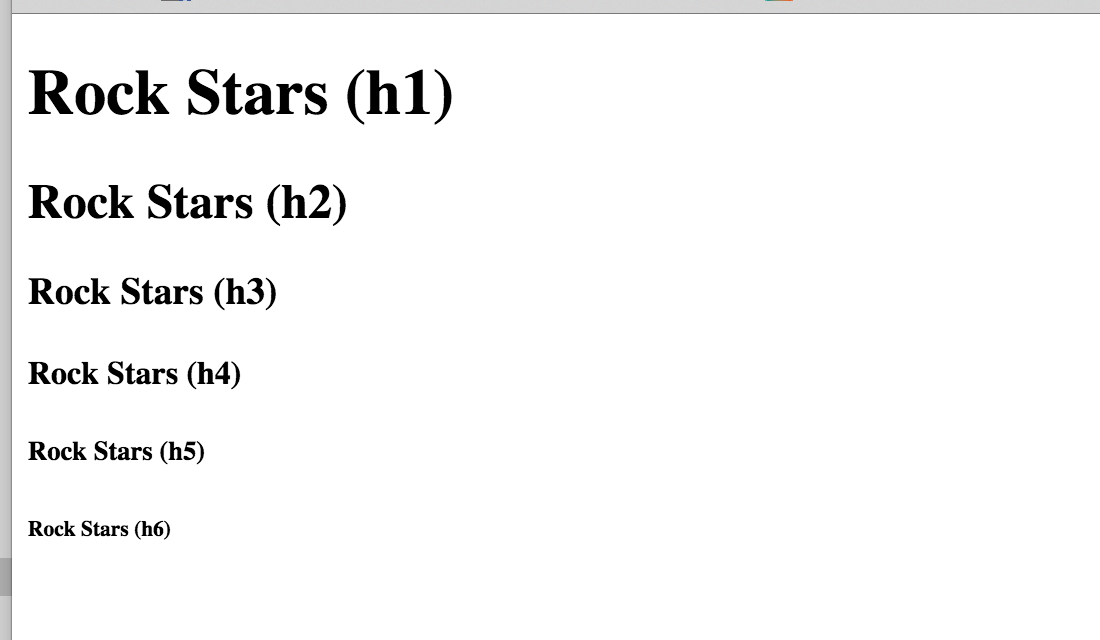 Rock Stars (h1)
Rock Stars (h2)
Rock Stars (h3)
Rock Stars (h4)
Rock Stars (h5)
Rock Stars (h6)